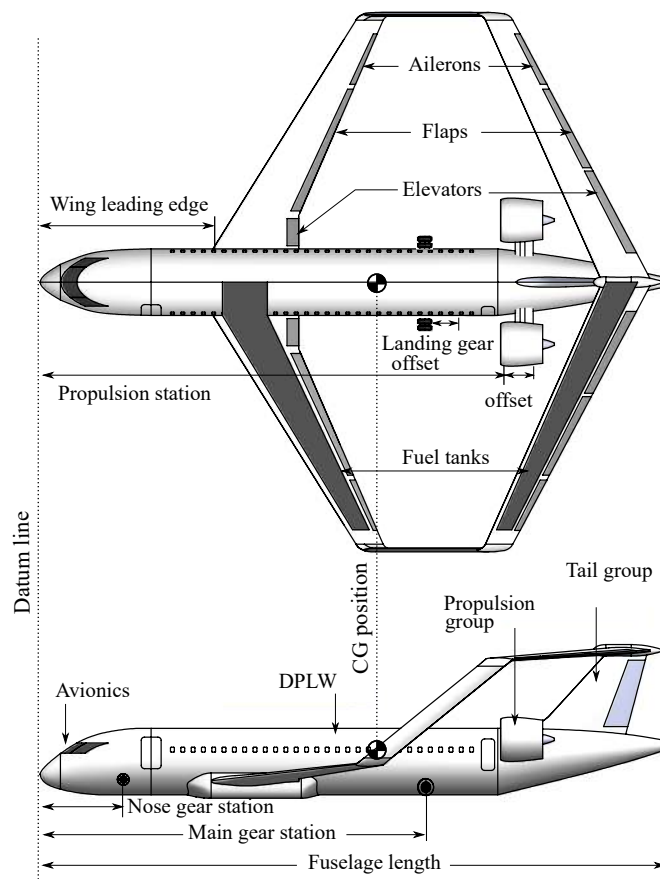 Ailerons
Flaps
Elevators
Wing leading edge
Landing gear
offset
Propulsion station
offset
Fuel tanks
Datum line
CG position
Tail group
Propulsion
group
DPLW
Avionics
Nose gear station
Main gear station
Fuselage length